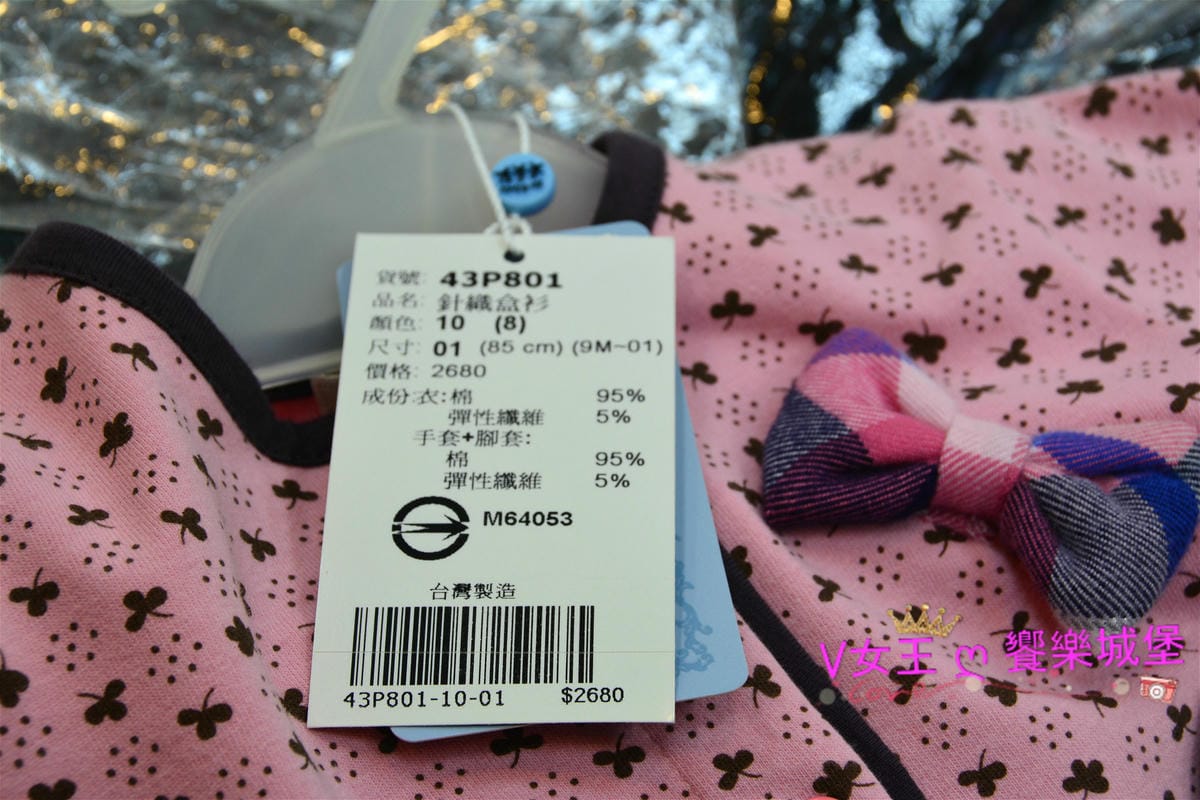 貨號: 43P801
品名: 針織盒衫
顏色: 10 (8)
尺寸: 01 (85 cm) (9M~01)
價格: 2680
成份:衣:棉 95%
彈性纖維 5%
手套+腳套:
棉 95%
彈性纖維 5%
M64053
台灣製造
43P801-10-01 $2680
V女王ღ饗樂城堡